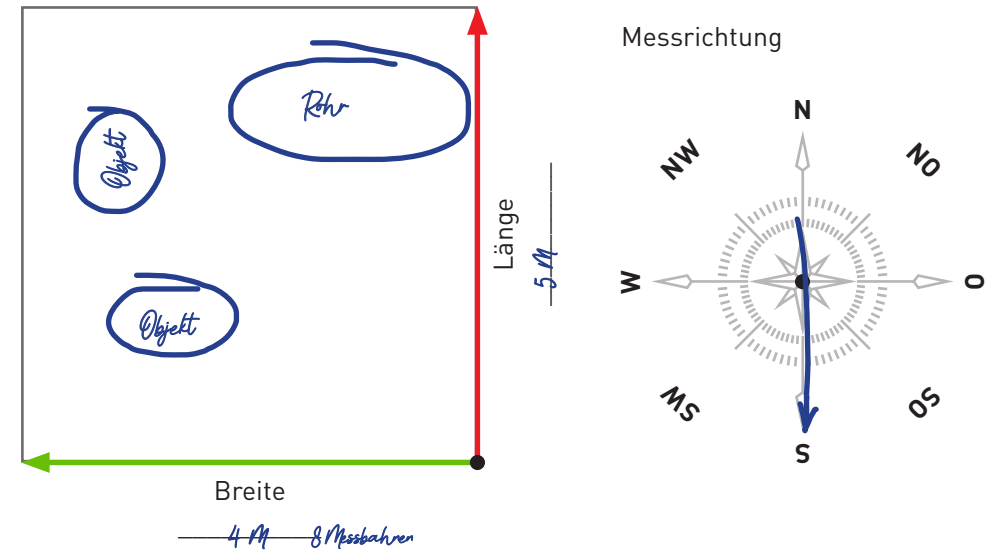 Messrichtung
Rohr
Objekt
Objekt
Länge
5 M
Breite
4 M 8 Messbahnen
N
NO
O
SO
S
SW
W
NW